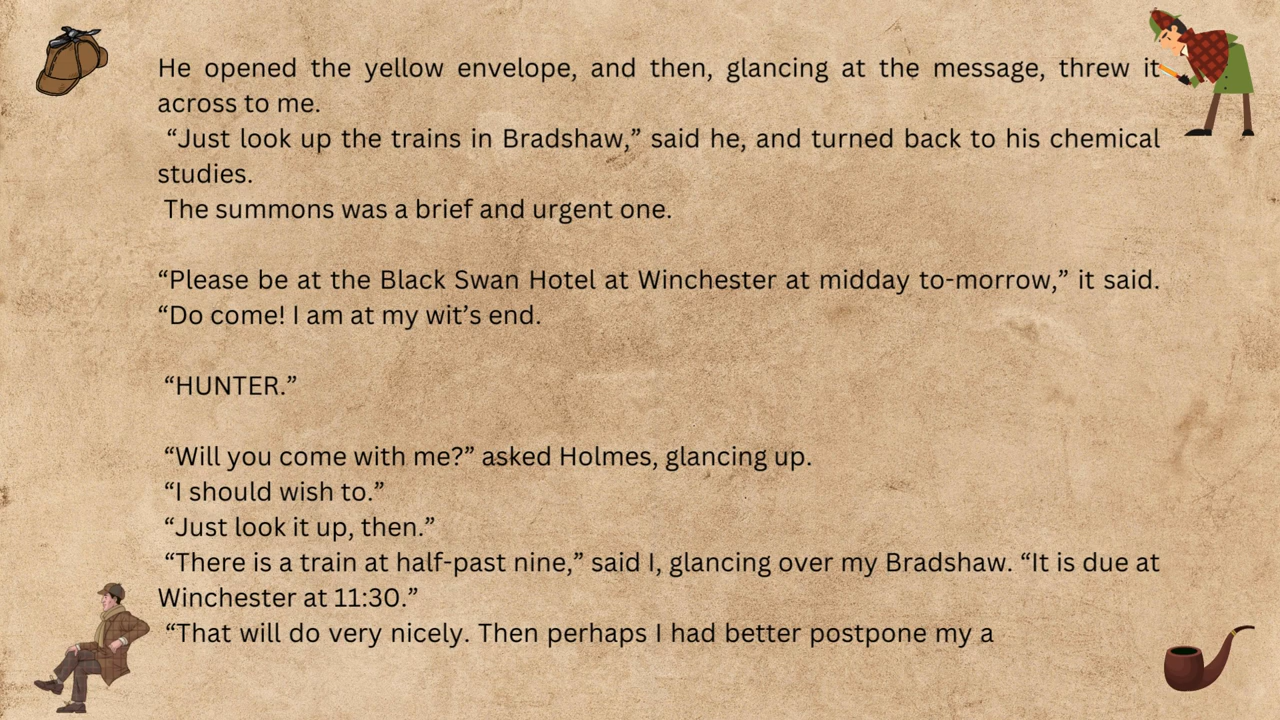 He opened the yellow envelope, and then, glancing at the message, threw it
across to me.
“Just look up the trains in Bradshaw,” said he, and turned back to his chemical
studies.
The summons was a brief and urgent one.
“Please be at the Black Swan Hotel at Winchester at midday to-morrow,” it said.
“Do come! I am at my wit’s end.
“HUNTER.”
“Will you come with me?” asked Holmes, glancing up.
“I should wish to.”
“Just look it up, then.”
“There is a train at half-past nine,” said I, glancing over my Bradshaw. “It is due at
Winchester at 11:30.”
“That will do very nicely. Then perhaps I had better postpone my a